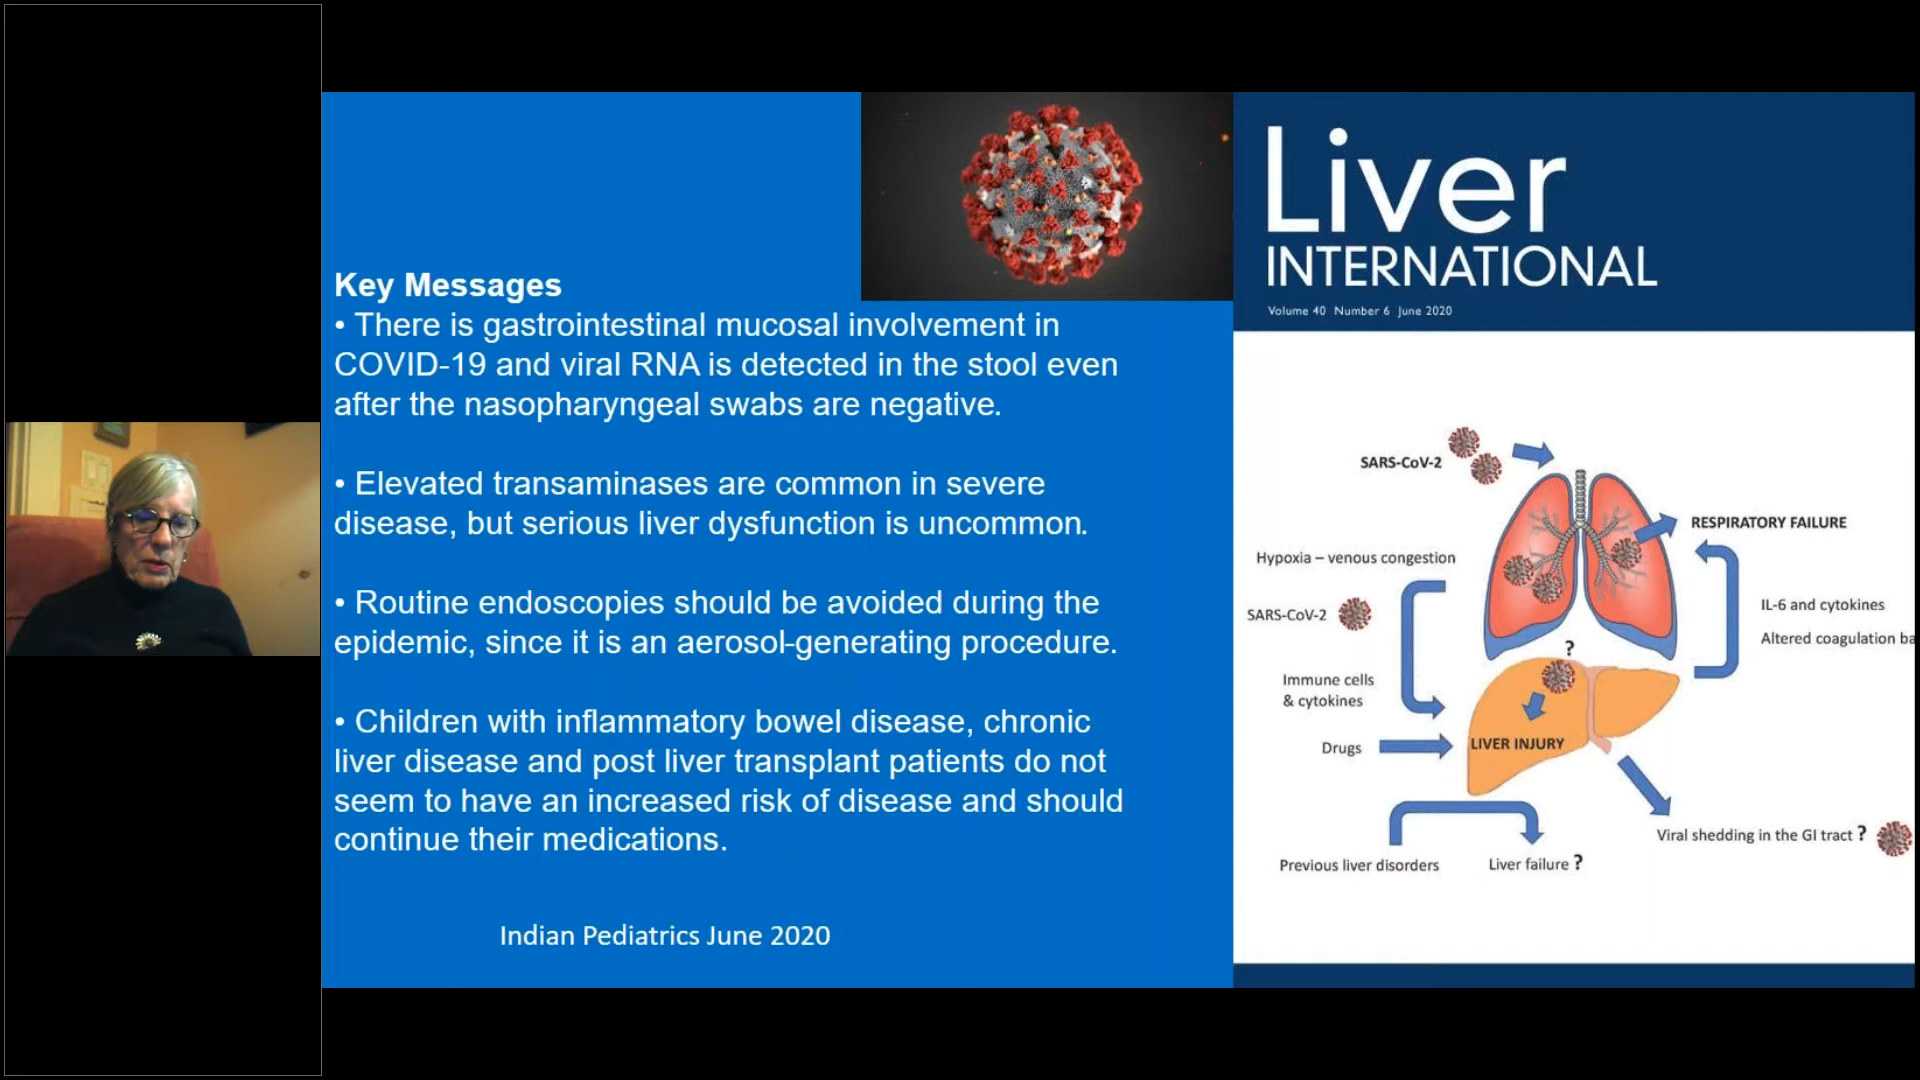 Key Messages
• There is gastrointestinal mucosal involvement in
COVID-19 and viral RNA is detected in the stool even
after the nasopharyngeal swabs are negative.
• Elevated transaminases are common in severe
disease, but serious liver dysfunction is uncommon.
• Routine endoscopies should be avoided during the
epidemic, since it is an aerosol-generating procedure.
• Children with inflammatory bowel disease, chronic
liver disease and post liver transplant patients do not
seem to have an increased risk of disease and should
continue their medications.
Indian Pediatrics June 2020
Liver
INTERNATIONAL
Volume 40 Number 6 June 2020
SARS-CoV-2
RESPIRATORY FAILURE
Hypoxia – venous congestion
SARS-CoV-2
IL-6 and cytokines
Altered coagulation ba
?
Immune cells
& cytokines
Drugs
LIVER INJURY
Viral shedding in the GI tract ?
Previous liver disorders
Liver failure ?